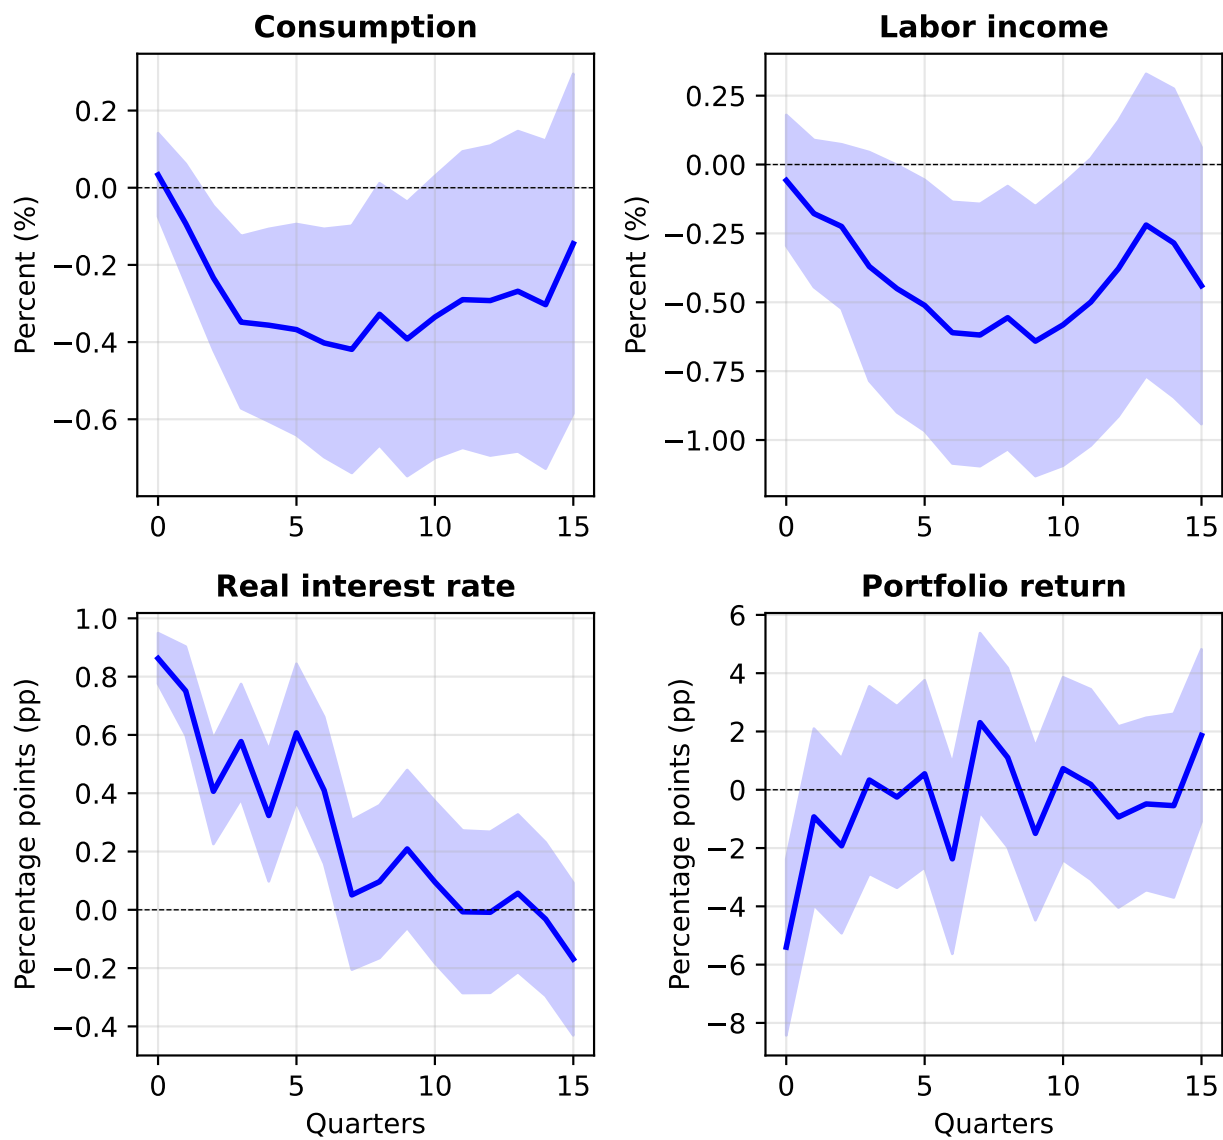 Consumption
Percent (%)
0.2
0.0
−0.2
−0.4
−0.6
0 5 10 15
Labor income
Percent (%)
0.25
0.00
−0.25
−0.50
−0.75
−1.00
0 5 10 15
Real interest rate
Percentage points (pp)
1.0
0.8
0.6
0.4
0.2
0.0
−0.2
−0.4
0 5 10 15
Quarters
Portfolio return
Percentage points (pp)
6
4
2
0
−2
−4
−6
−8
0 5 10 15
Quarters